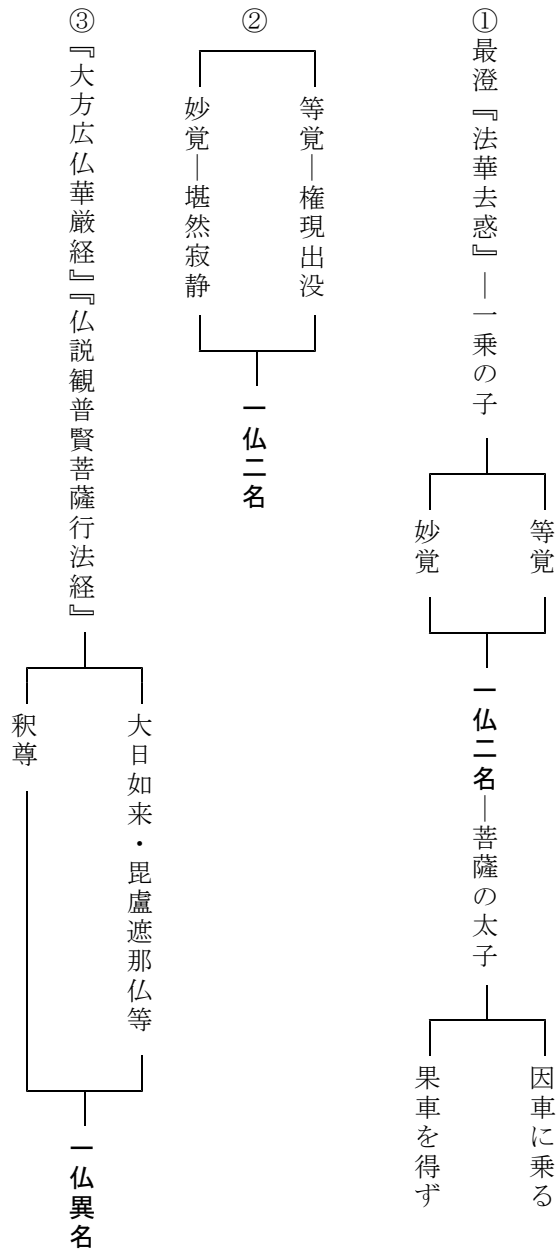 ①最澄『法華去惑』―一乗の子
等覚
妙覚
一仏二名―菩薩の太子
因車に乗る
果車を得ず
②
等覚―権現出没
妙覚―堪然寂静
一仏二名
③『大方広仏華厳経』『仏説観普賢菩薩行法経』
大日如来・毘盧遮那仏等
釈尊
一仏異名